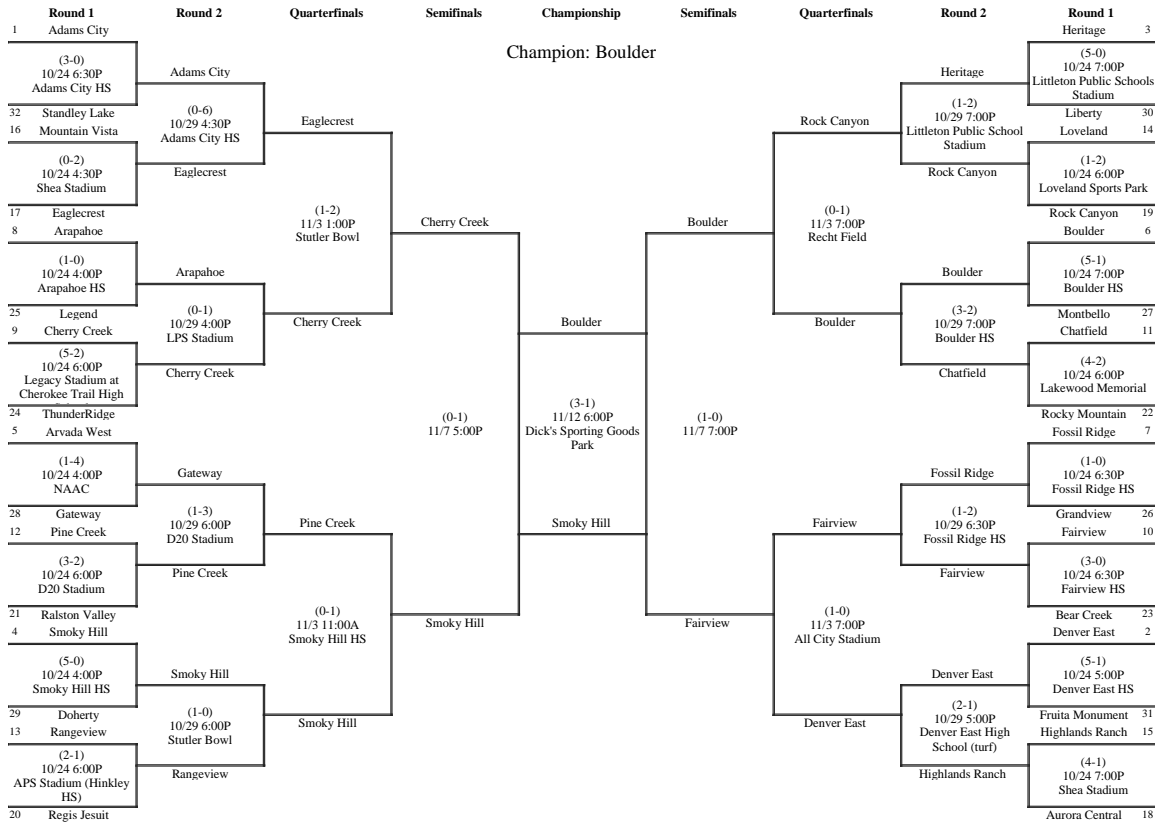 Round 1 Round 2 Quarterfinals Semifinals Championship Semifinals Quarterfinals Round 2 Round 1
Champion: Boulder
1 Adams City
(3-0)
10/24 6:30P
Adams City HS
32 Standley Lake
16 Mountain Vista
(0-2)
10/24 4:30P
Shea Stadium
17 Eaglecrest
8 Arapahoe
(1-0)
10/24 4:00P
Arapahoe HS
25 Legend
9 Cherry Creek
(5-2)
10/24 6:00P
Legacy Stadium at
Cherokee Trail High
24 ThunderRidge
5 Arvada West
(1-4)
10/24 4:00P
NAAC
28 Gateway
12 Pine Creek
(3-2)
10/24 6:00P
D20 Stadium
21 Ralston Valley
4 Smoky Hill
(5-0)
10/24 4:00P
Smoky Hill HS
29 Doherty
13 Rangeview
(2-1)
10/24 6:00P
APS Stadium (Hinkley
HS)
20 Regis Jesuit
Adams City
(0-6)
10/29 4:30P
Adams City HS
Eaglecrest
Arapahoe
(0-1)
10/29 4:00P
LPS Stadium
Cherry Creek
Gateway
(1-3)
10/29 6:00P
D20 Stadium
Pine Creek
Smoky Hill
(1-0)
10/29 6:00P
Stutler Bowl
Rangeview
Eaglecrest
(1-2)
11/3 1:00P
Stutler Bowl
Cherry Creek
Pine Creek
(0-1)
11/3 11:00A
Smoky Hill HS
Smoky Hill
Cherry Creek
(0-1)
11/7 5:00P
Smoky Hill
Boulder
(3-1)
11/12 6:00P
Dick's Sporting Goods
Park
Smoky Hill
Boulder
(1-0)
11/7 7:00P
Fairview
Rock Canyon
(0-1)
11/3 7:00P
Recht Field
Boulder
Fairview
(1-0)
11/3 7:00P
All City Stadium
Denver East
Heritage
(1-2)
10/29 7:00P
Littleton Public School
Stadium
Rock Canyon
Boulder
(3-2)
10/29 7:00P
Boulder HS
Chatfield
Fossil Ridge
(1-2)
10/29 6:30P
Fossil Ridge HS
Fairview
Denver East
(2-1)
10/29 5:00P
Denver East High
School (turf)
Highlands Ranch
Heritage 3
(5-0)
10/24 7:00P
Littleton Public Schools
Stadium
Liberty 30
Loveland 14
(1-2)
10/24 6:00P
Loveland Sports Park
Rock Canyon 19
Boulder 6
(5-1)
10/24 7:00P
Boulder HS
Montbello 27
Chatfield 11
(4-2)
10/24 6:00P
Lakewood Memorial
Rocky Mountain 22
Fossil Ridge 7
(1-0)
10/24 6:30P
Fossil Ridge HS
Grandview 26
Fairview 10
(3-0)
10/24 6:30P
Fairview HS
Bear Creek 23
Denver East 2
(5-1)
10/24 5:00P
Denver East HS
Fruita Monument 31
Highlands Ranch 15
(4-1)
10/24 7:00P
Shea Stadium
Aurora Central 18